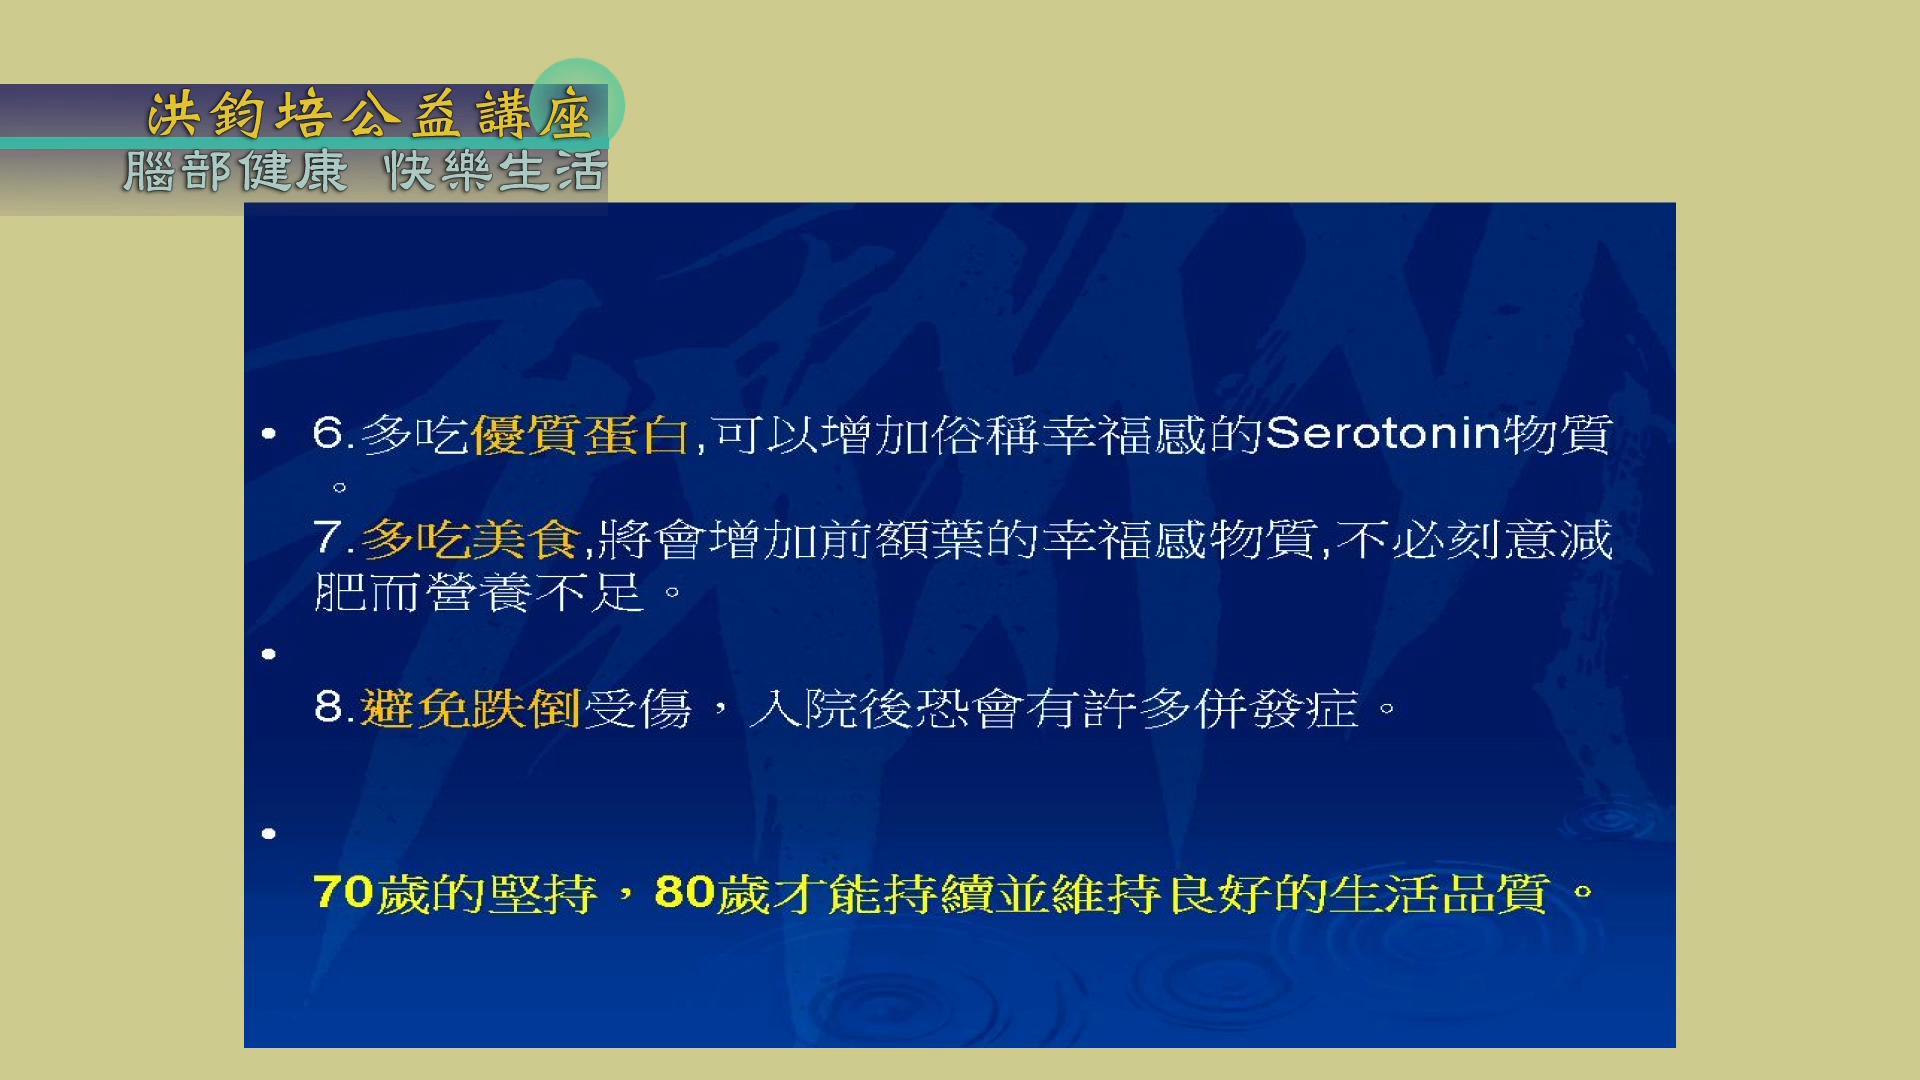 洪鈞培公益講座
腦部健康 快樂生活
• 6.多吃優質蛋白,可以增加俗稱幸福感的Serotonin物質
。
7.多吃美食,將會增加前額葉的幸福感物質,不必刻意減
肥而營養不足。
•
8.避免跌倒受傷，入院後恐會有許多併發症。
•
70歲的堅持，80歲才能持續並維持良好的生活品質。